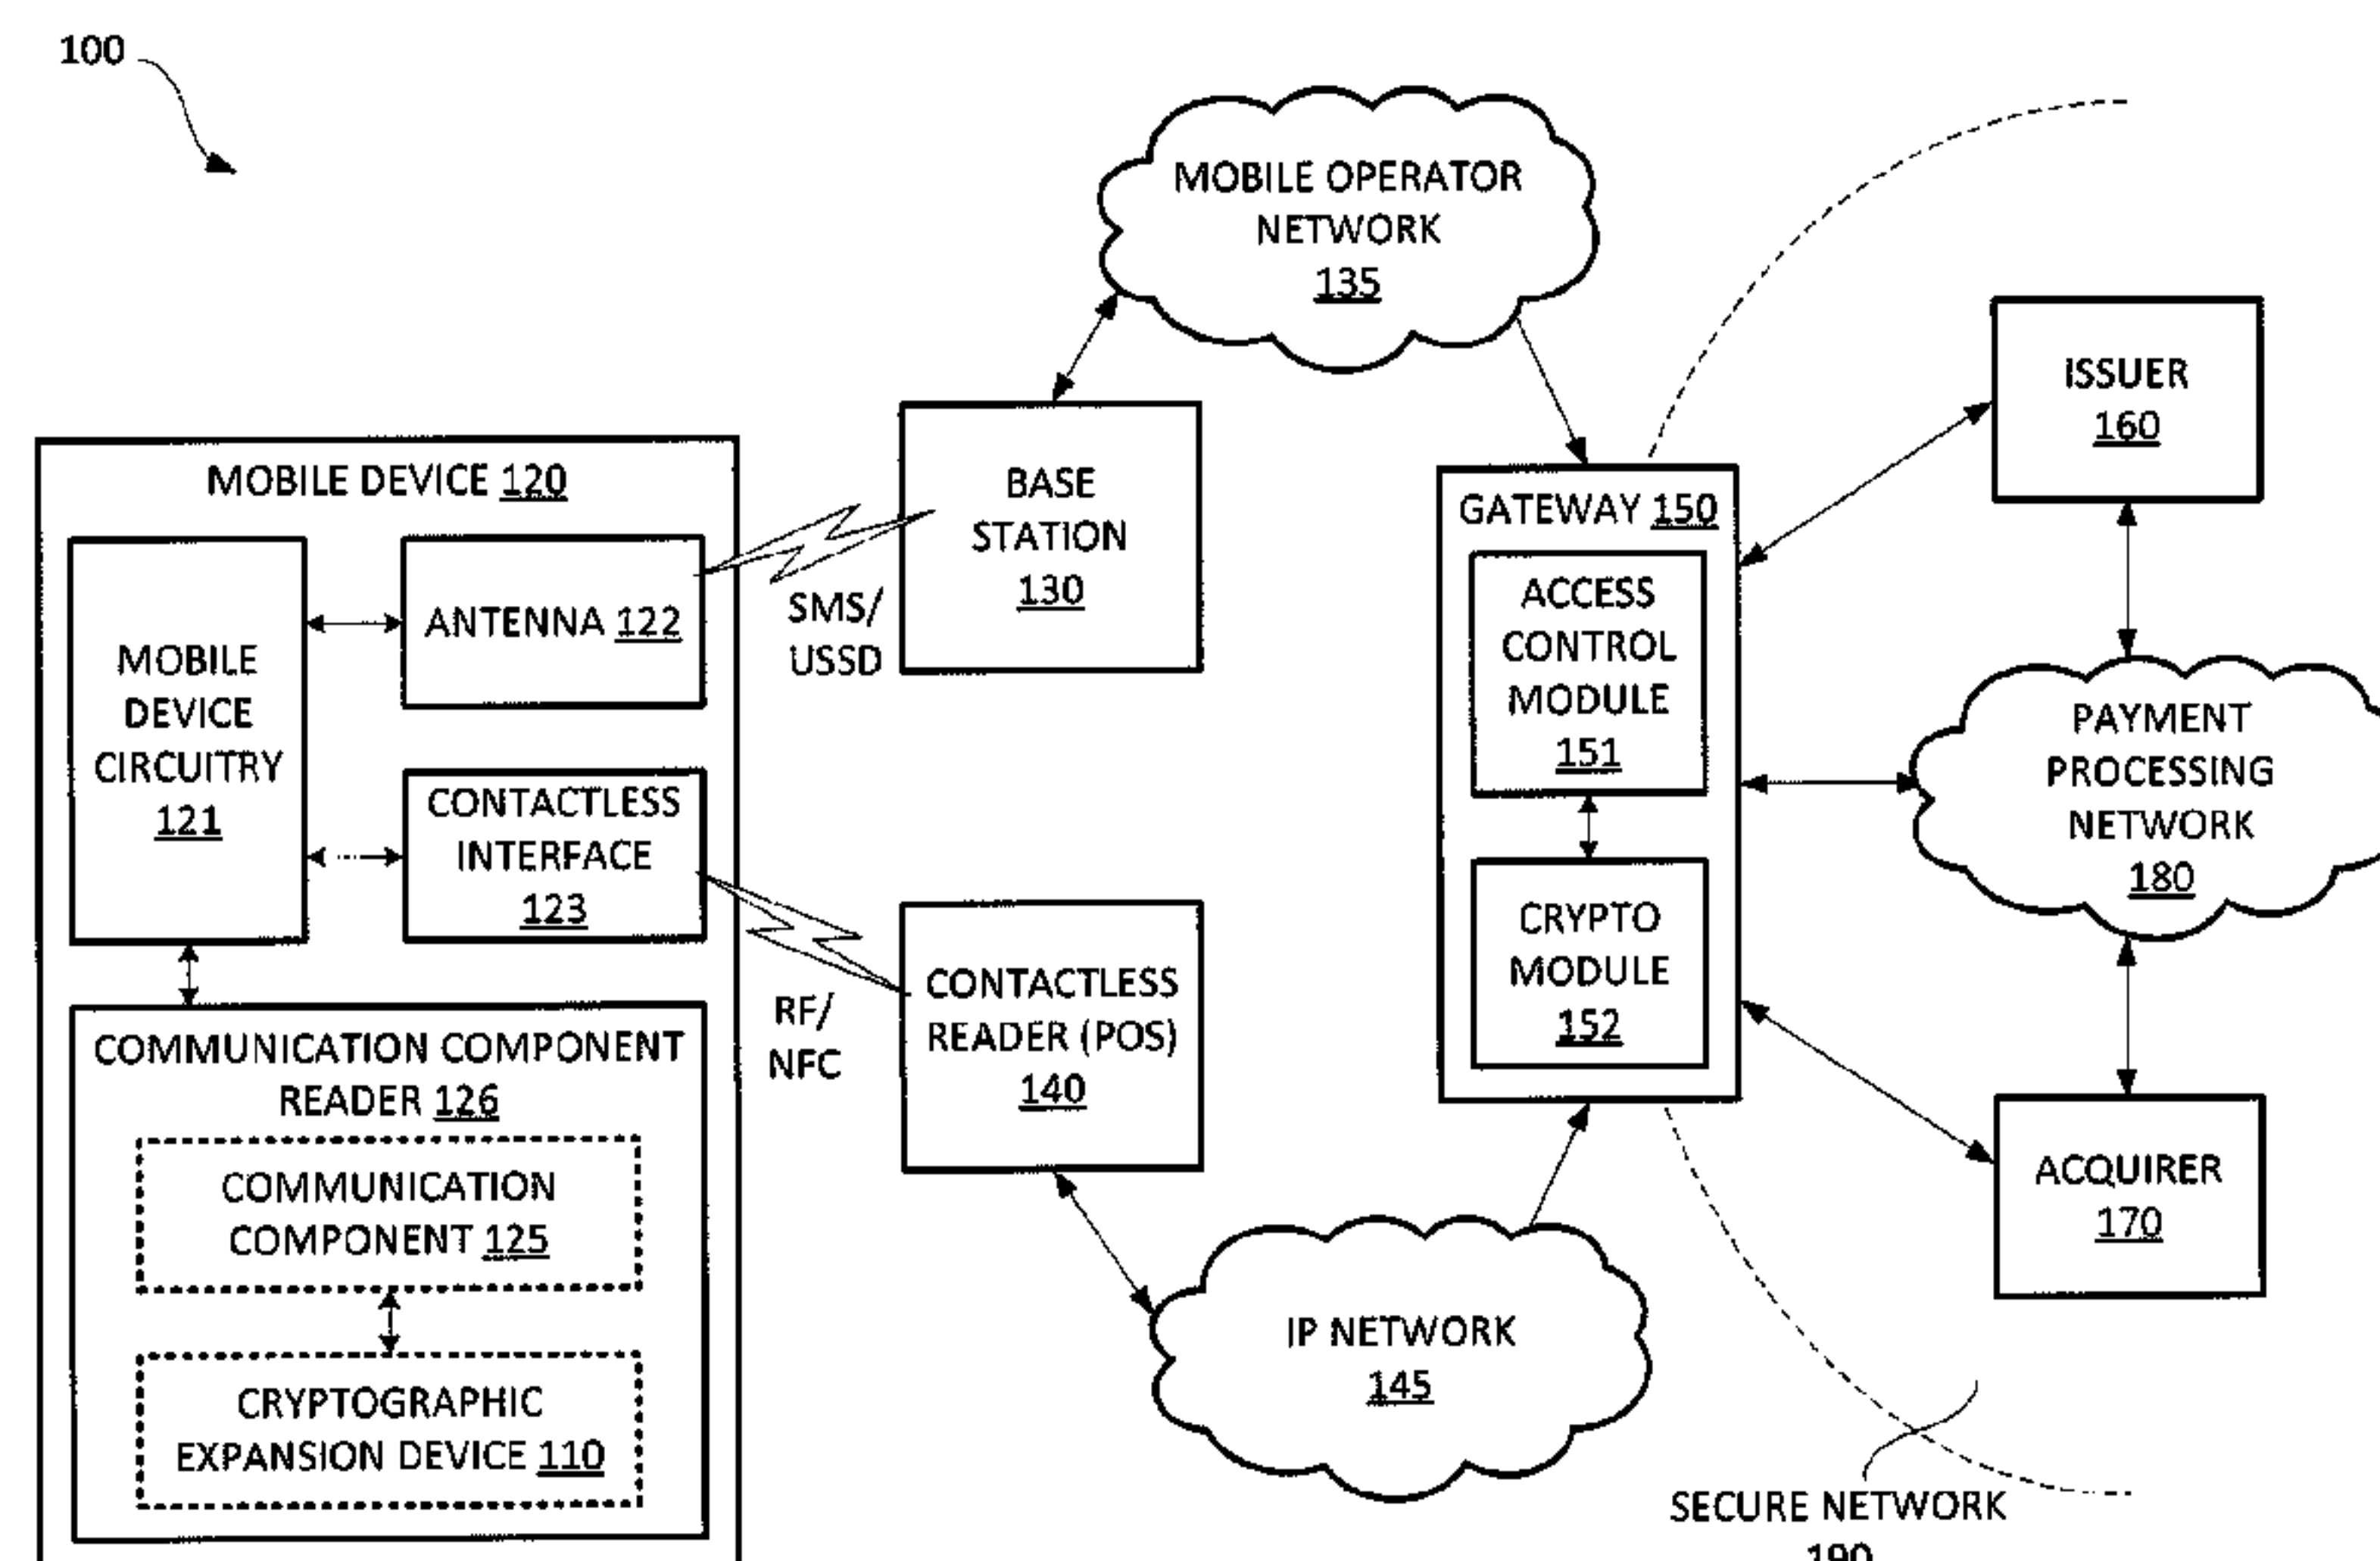 100
MOBILE OPERATOR
NETWORK
135
ISSUER
160
MOBILE DEVICE 120
BASE
STATION
130
GATEWAY 150
ANTENNA 122
SMS/
USSD
ACCESS
CONTROL
MODULE
151
MOBILE
DEVICE
CIRCUITRY
121
PAYMENT
PROCESSING
NETWORK
180
CONTACTLESS
INTERFACE
123
CRYPTO
MODULE
152
CONTACTLESS
READER (POS)
140
RF/
NFC
COMMUNICATION COMPONENT
READER 126
ACQUIRER
170
COMMUNICATION
COMPONENT 125
IP NETWORK
145
CRYPTOGRAPHIC
EXPANSION DEVICE 110
SECURE NETWORK